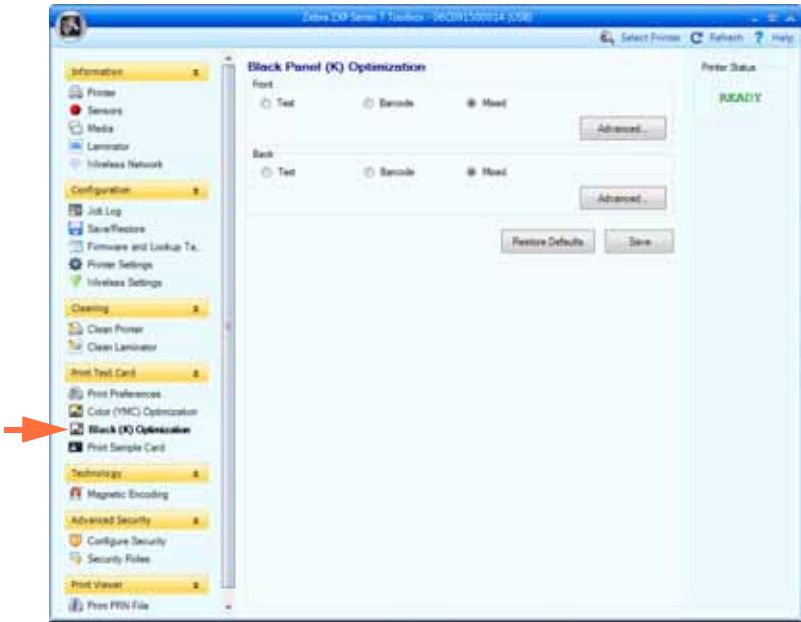 Zebra ZXP Series 7 Toolbox - 06C091500014 (USB)
Select Printer Refresh ? Help
Information
Printer
Sensors
Media
Laminator
Wireless Network
Configuration
Job Log
Save/Restore
Firmware and Lookup Ta..
Printer Settings
Wireless Settings
Cleaning
Clean Printer
Clean Laminator
Print Test Card
Print Preferences
Color (YMC) Optimization
Black (K) Optimization
Print Sample Card
Technology
Magnetic Encoding
Advanced Security
Configure Security
Security Roles
Print Viewer
Print PRN File
Black Panel (K) Optimization
Front
Text Barcode Mixed
Advanced...
Back
Text Barcode Mixed
Advanced...
Restore Defaults Save
Printer Status
READY